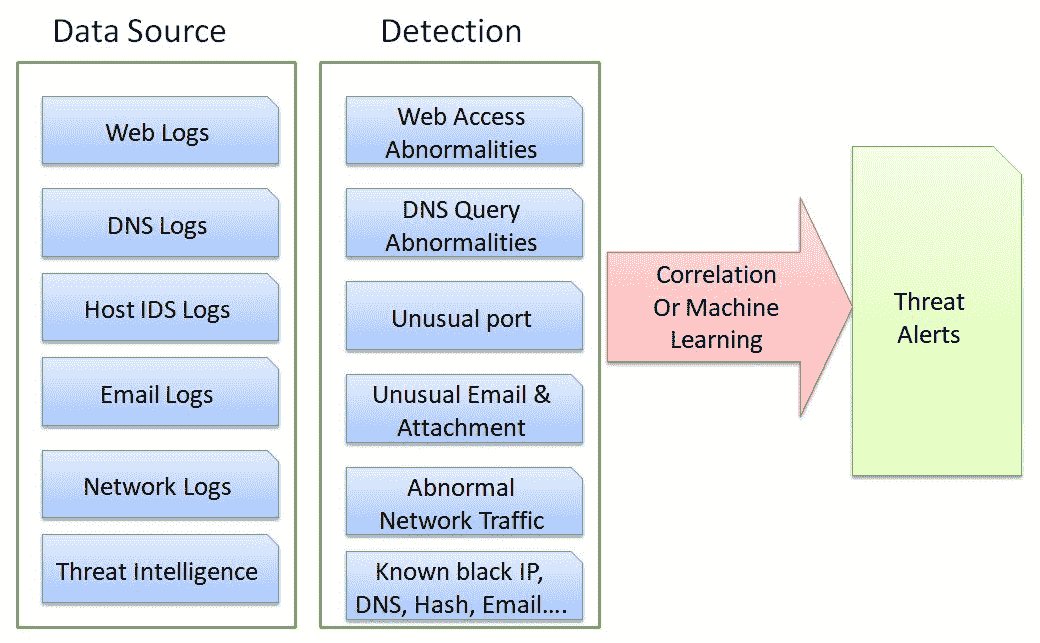 Data Source
Detection
Web Logs
DNS Logs
Host IDS Logs
Email Logs
Network Logs
Threat Intelligence
Web Access
Abnormalities
DNS Query
Abnormalities
Unusual port
Unusual Email &
Attachment
Abnormal
Network Traffic
Known black IP,
DNS, Hash, Email....
Correlation
Or Machine
Learning
Threat
Alerts